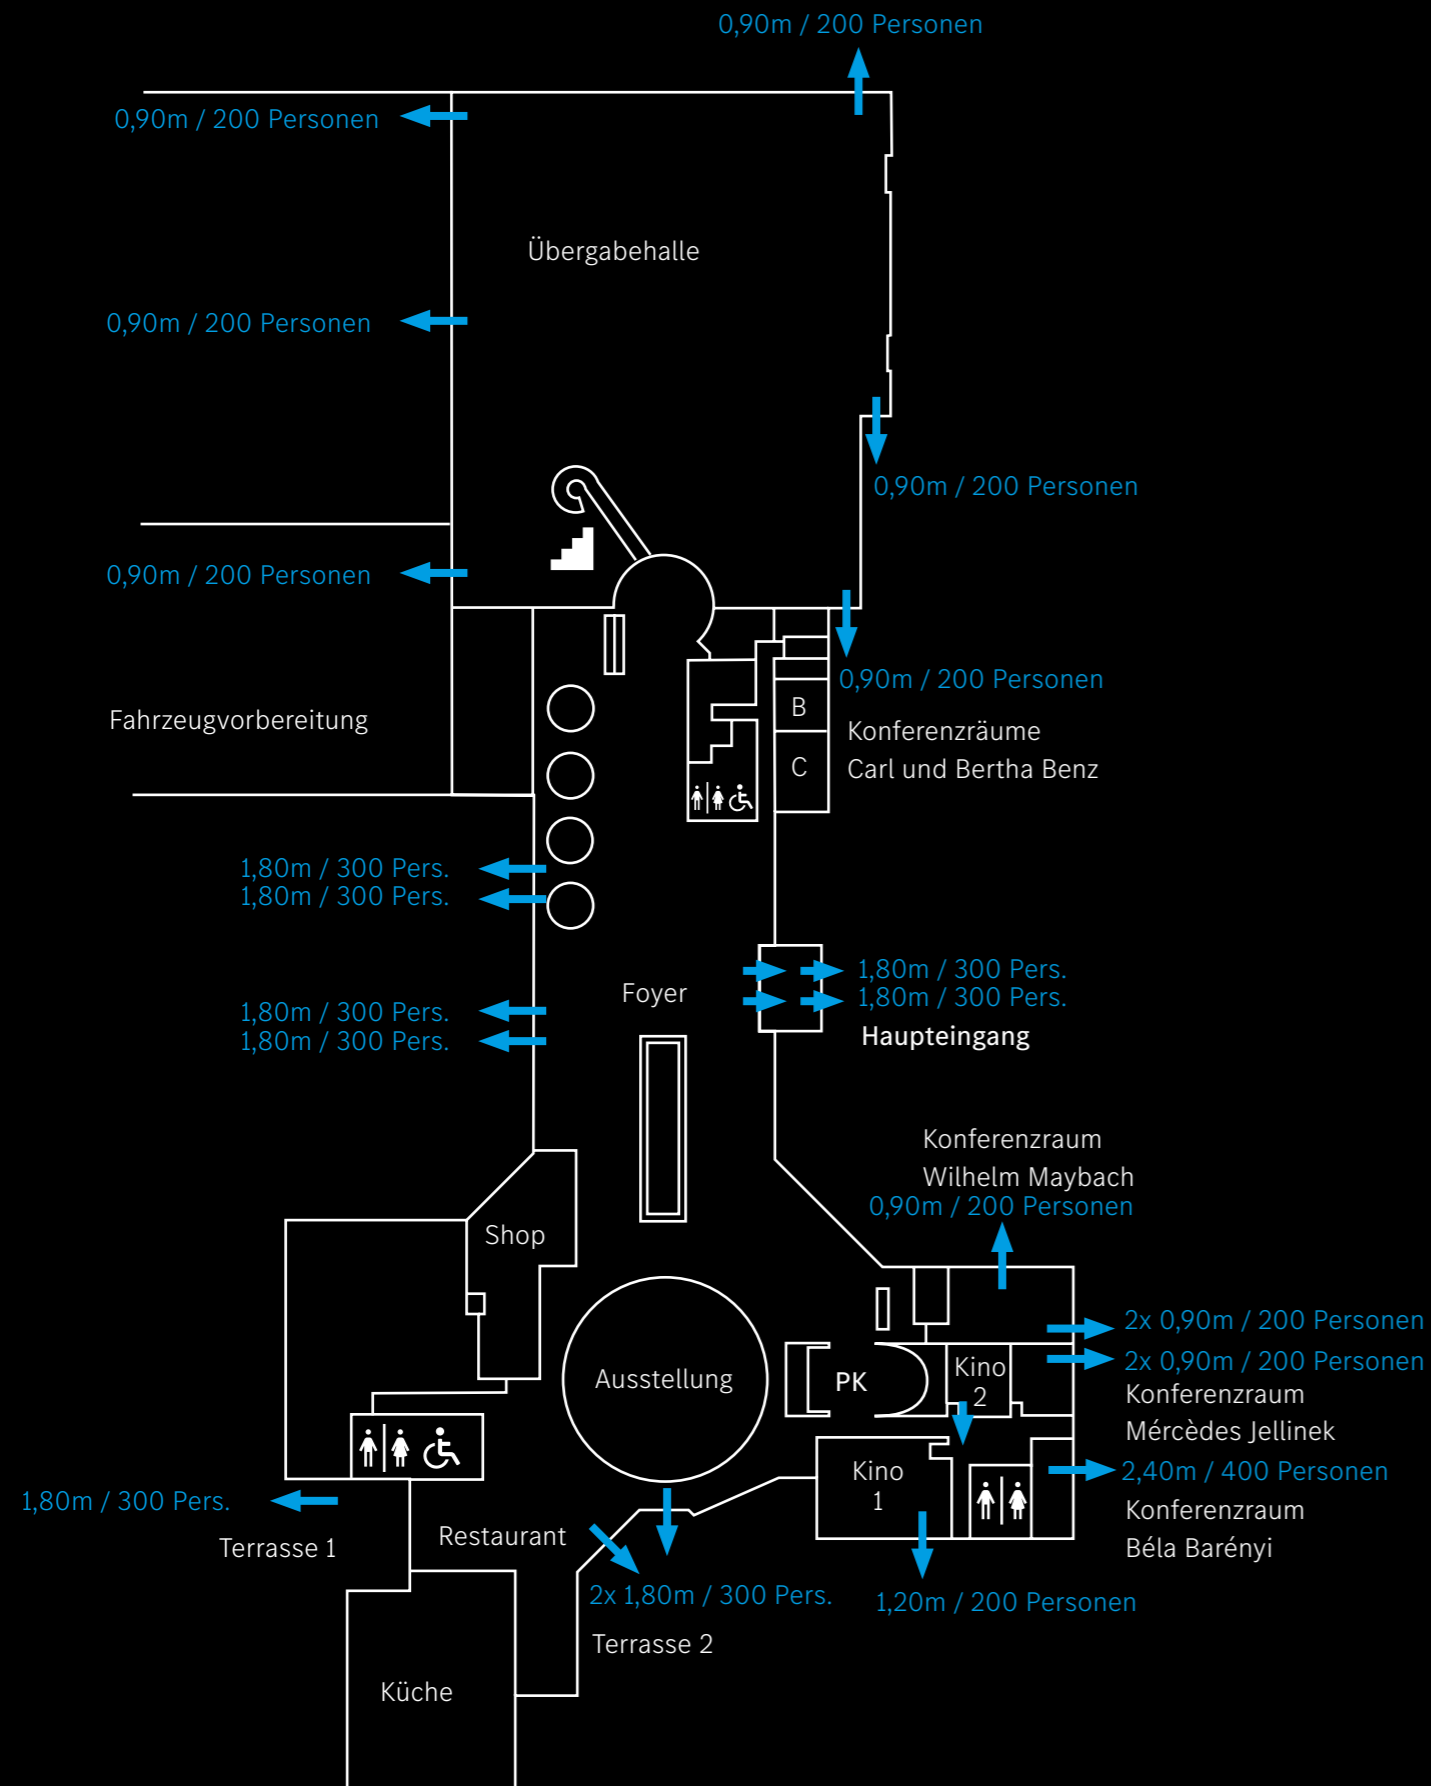 0,90m / 200 Personen
0,90m / 200 Personen
Übergabehalle
0,90m / 200 Personen
0,90m / 200 Personen
0,90m / 200 Personen
0,90m / 200 Personen
Fahrzeugvorbereitung
B
C
Konferenzräume
Carl und Bertha Benz
1,80m / 300 Pers.
1,80m / 300 Pers.
1,80m / 300 Pers.
1,80m / 300 Pers.
Foyer
1,80m / 300 Pers.
1,80m / 300 Pers.
Haupteingang
Konferenzraum
Wilhelm Maybach
0,90m / 200 Personen
Shop
2x 0,90m / 200 Personen
2x 0,90m / 200 Personen
Ausstellung
PK
Kino
2
Konferenzraum
Mércèdes Jellinek
Kino
1
2,40m / 400 Personen
Konferenzraum
Béla Barényi
1,80m / 300 Pers.
Terrasse 1
Restaurant
2x 1,80m / 300 Pers.
1,20m / 200 Personen
Terrasse 2
Küche